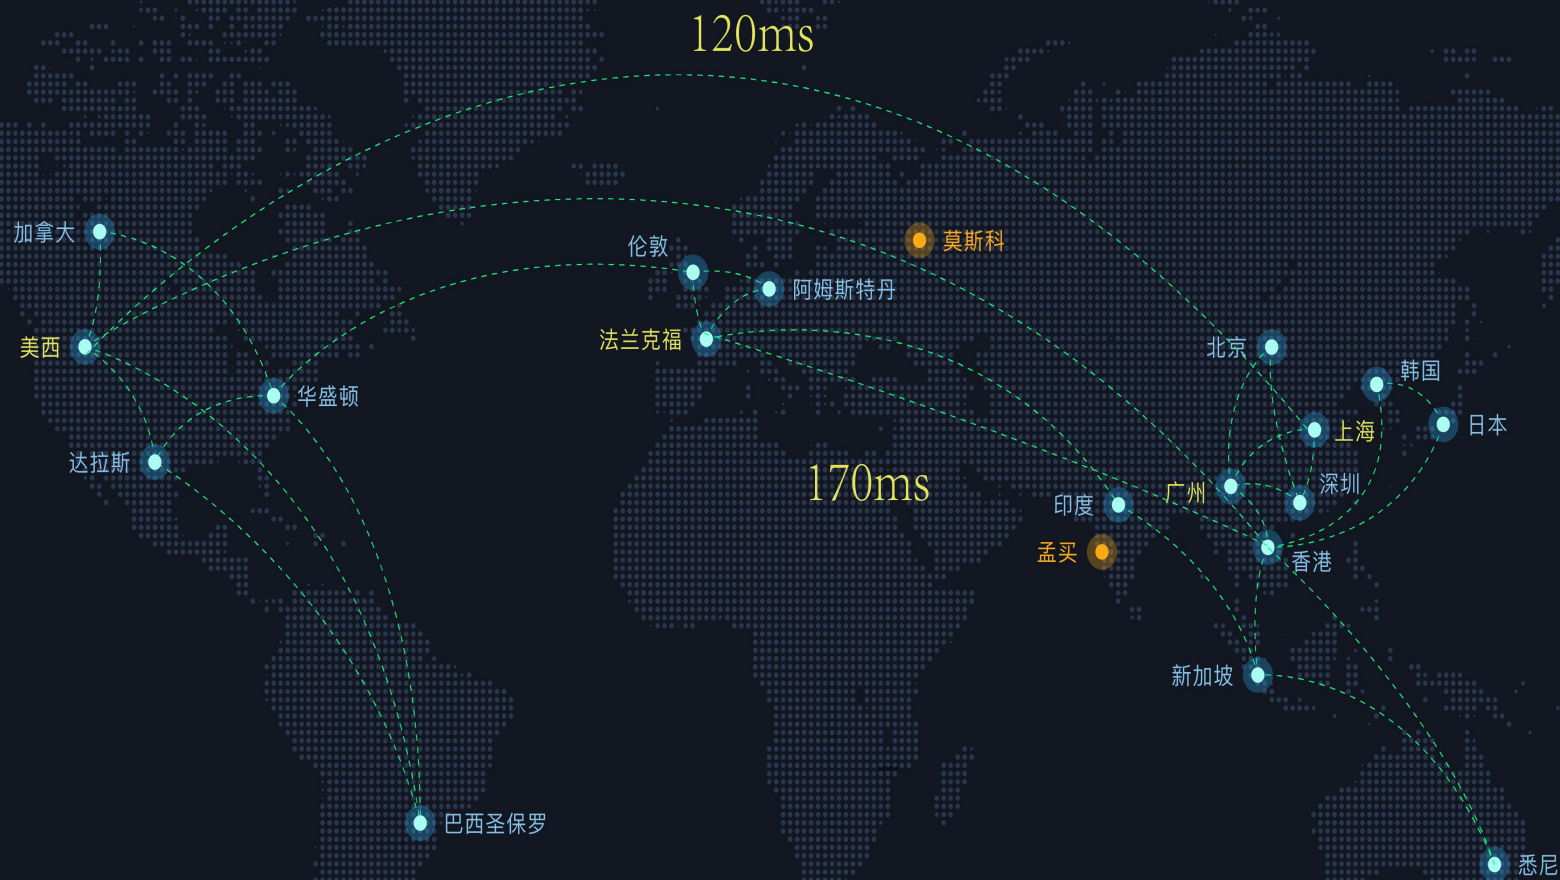 120ms
加拿大
伦敦
莫斯科
阿姆斯特丹
美西
法兰克福
北京
韩国
华盛顿
上海
日本
达拉斯
170ms
广州
深圳
印度
孟买
香港
新加坡
巴西圣保罗
悉尼